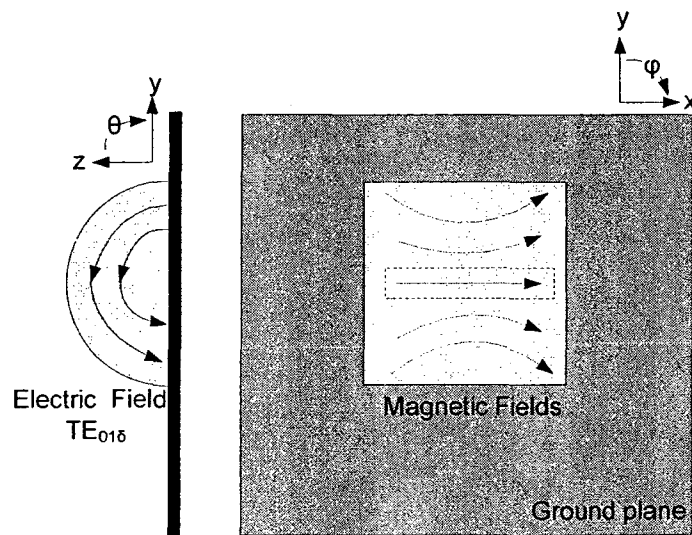 y
θ
z
y
φ
x
Electric Field
TE₀₁δ
Magnetic Fields
Ground plane